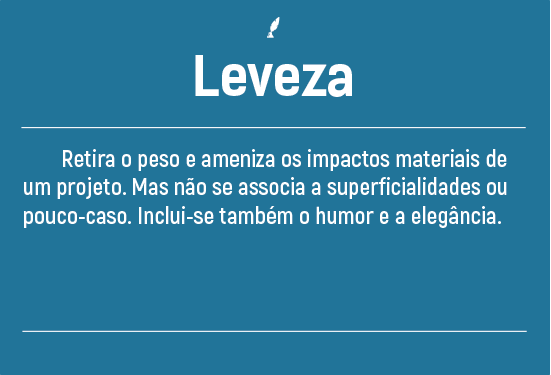 Leveza
Retira o peso e ameniza os impactos materiais de
um projeto. Mas não se associa a superficialidades ou
pouco-caso. Inclui-se também o humor e a elegância.